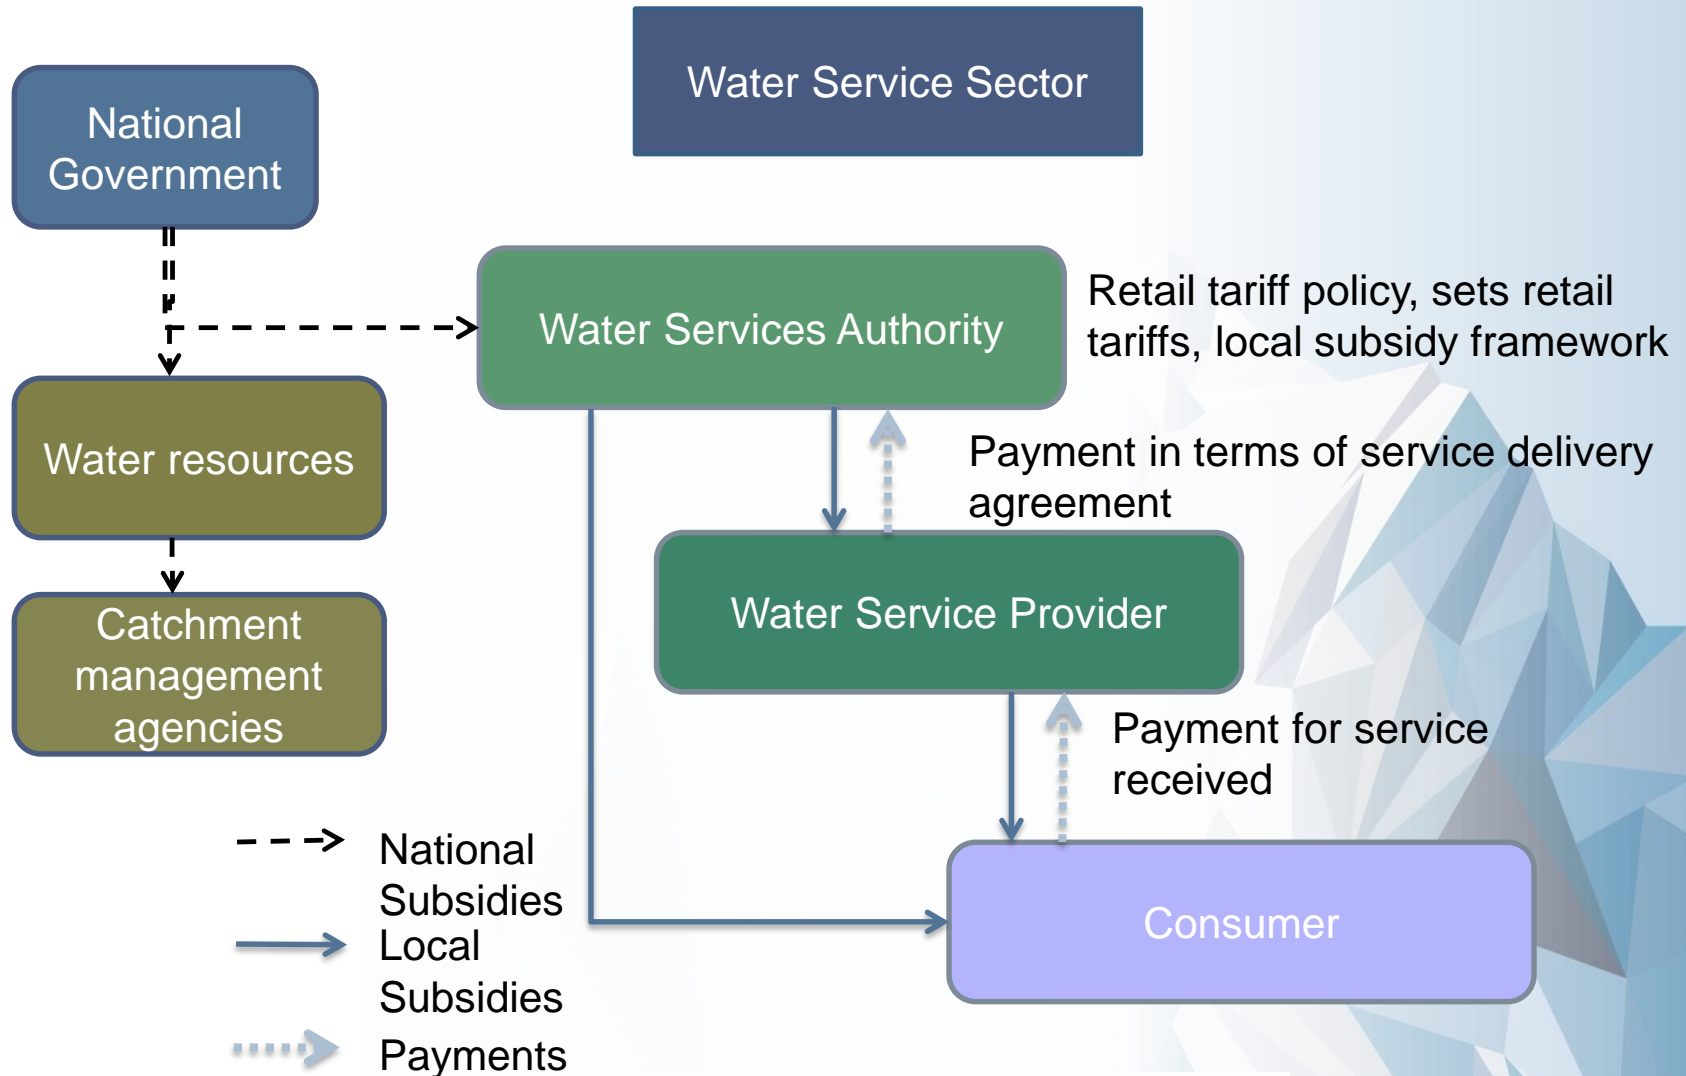 Water Service Sector
National
Government
Water Services Authority
Retail tariff policy, sets retail
tariffs, local subsidy framework
Water resources
Payment in terms of service delivery
agreement
Water Service Provider
Catchment
management
agencies
Payment for service
received
Consumer
National
Subsidies
Local
Subsidies
Payments